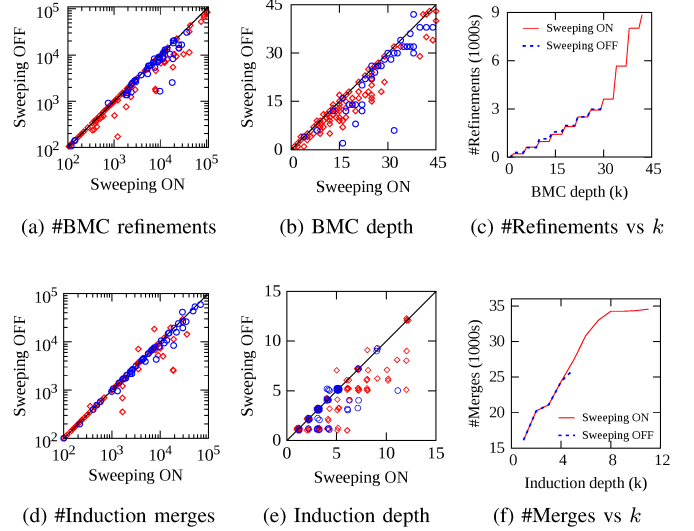 10^5
10^4
10^3
10^2
Sweeping OFF
10^2 10^3 10^4 10^5
Sweeping ON
(a) #BMC refinements
45
30
15
0
Sweeping OFF
0 15 30 45
Sweeping ON
(b) BMC depth
9
6
3
0
#Refinements (1000s)
Sweeping ON
Sweeping OFF
0 15 30 45
BMC depth (k)
(c) #Refinements vs k
10^5
10^4
10^3
10^2
Sweeping OFF
10^2 10^3 10^4 10^5
Sweeping ON
(d) #Induction merges
15
10
5
0
Sweeping OFF
0 5 10 15
Sweeping ON
(e) Induction depth
35
30
25
20
15
#Merges (1000s)
Sweeping ON
Sweeping OFF
0 4 8 12
Induction depth (k)
(f) #Merges vs k